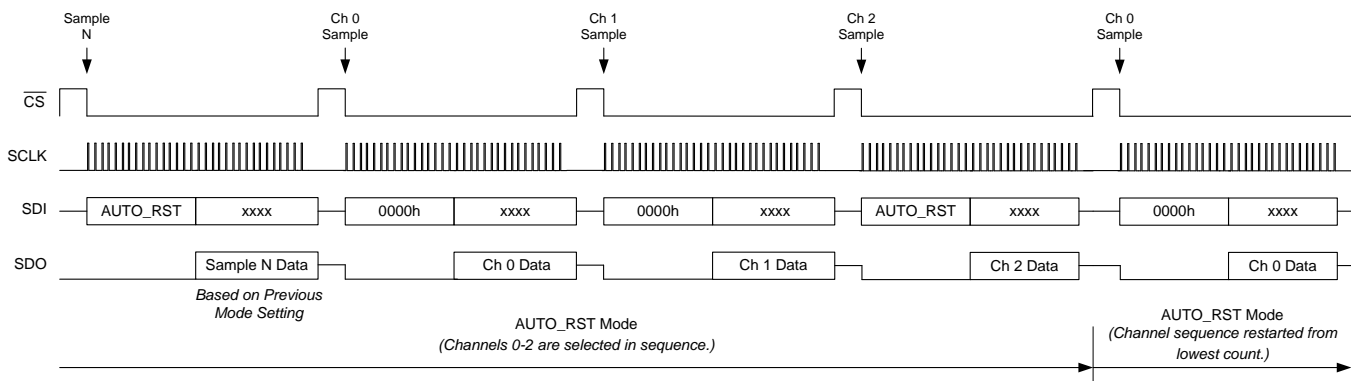 Sample
N
Ch 0
Sample
Ch 1
Sample
Ch 2
Sample
Ch 0
Sample
CS
SCLK
SDI
AUTO_RST
xxxx
0000h
xxxx
0000h
xxxx
AUTO_RST
xxxx
0000h
xxxx
SDO
Sample N Data
Ch 0 Data
Ch 1 Data
Ch 2 Data
Ch 0 Data
Based on Previous
Mode Setting
AUTO_RST Mode
(Channels 0-2 are selected in sequence.)
AUTO_RST Mode
(Channel sequence restarted from
lowest count.)